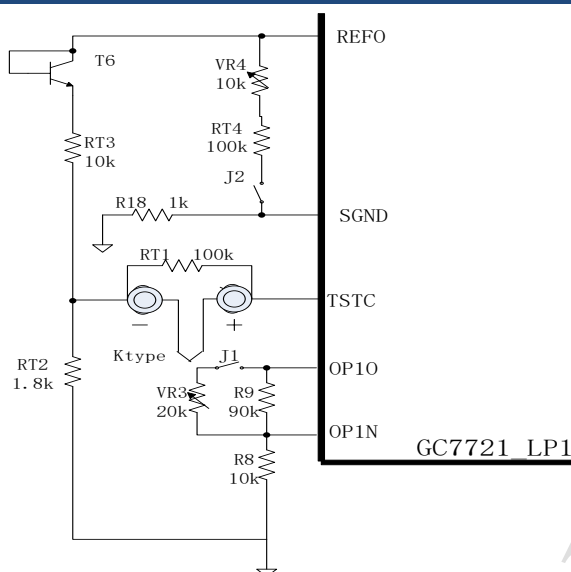 REFO
T6
VR4
10k
RT3
10k
RT4
100k
J2
R18 1k
SGND
RT1 100k
TSTC
− +
Ktype
J1
RT2
1.8k
OP1O
VR3
20k
R9
90k
OP1N
R8
10k
GC7721_LP1